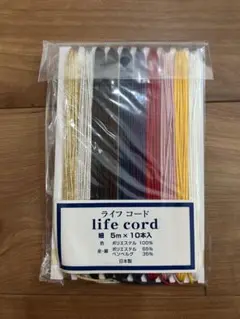 ライフ コード
life cord
細 5m×10本入
色 ポリエステル 100%
金・銀 ポリエステル 65%
ベンベルグ 35%
日本製